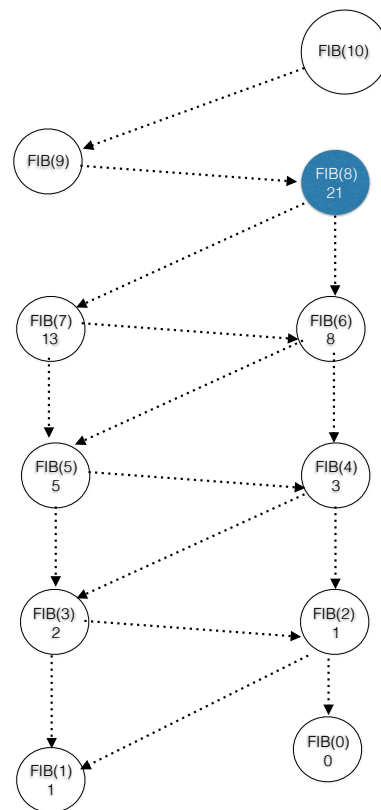 FIB(10)
FIB(9)
FIB(8)
21
FIB(7)
13
FIB(6)
8
FIB(5)
5
FIB(4)
3
FIB(3)
2
FIB(2)
1
FIB(1)
1
FIB(0)
0